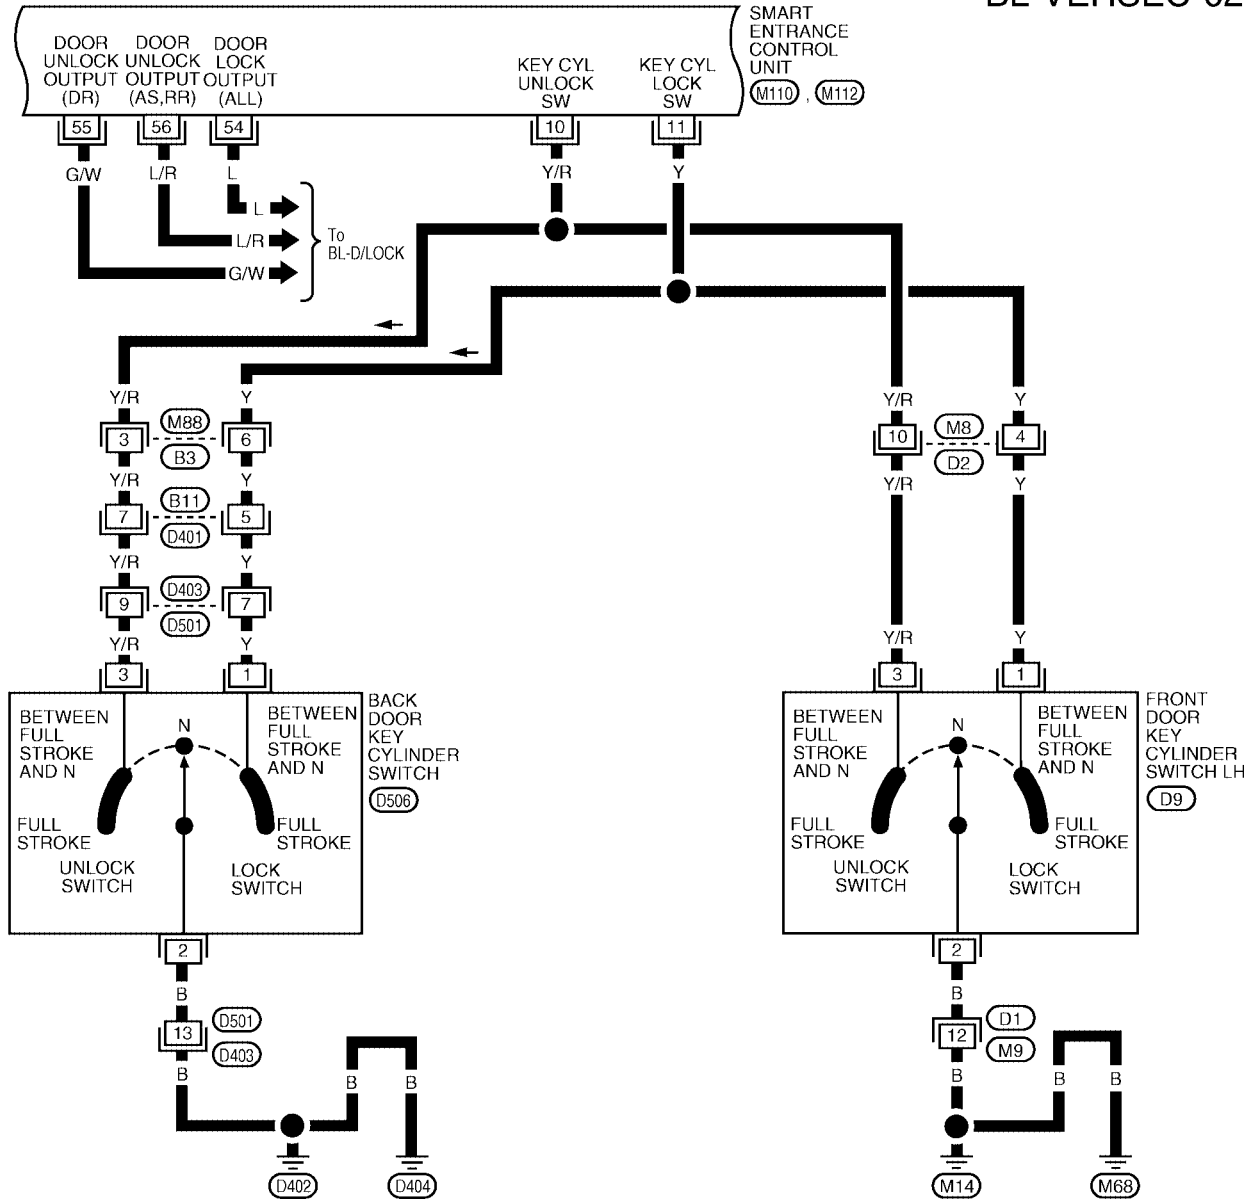 SMART
ENTRANCE
CONTROL
UNIT
M110 , M112
DOOR
UNLOCK
OUTPUT
(DR)
DOOR
UNLOCK
OUTPUT
(AS,RR)
DOOR
LOCK
OUTPUT
(ALL)
KEY CYL
UNLOCK
SW
KEY CYL
LOCK
SW
55 56 54 10 11
G/W L/R L Y/R Y
L
L/R
G/W
To
BL-D/LOCK
Y/R Y Y/R Y
3 M88 6 10 M8 4
B3 D2
Y/R Y Y/R Y
7 B11 5
D401
Y/R Y
9 D403 7
D501
Y/R Y Y/R Y
3 1 3 1
BETWEEN
FULL
STROKE
AND N
N
BETWEEN
FULL
STROKE
AND N
FULL
STROKE
FULL
STROKE
UNLOCK
SWITCH
LOCK
SWITCH
BACK
DOOR
KEY
CYLINDER
SWITCH
D506
BETWEEN
FULL
STROKE
AND N
N
BETWEEN
FULL
STROKE
AND N
FULL
STROKE
FULL
STROKE
UNLOCK
SWITCH
LOCK
SWITCH
FRONT
DOOR
KEY
CYLINDER
SWITCH LH
D9
2 2
B B
13 D501 12 D1
D403 M9
B B B B B B
D402 D404 M14 M68